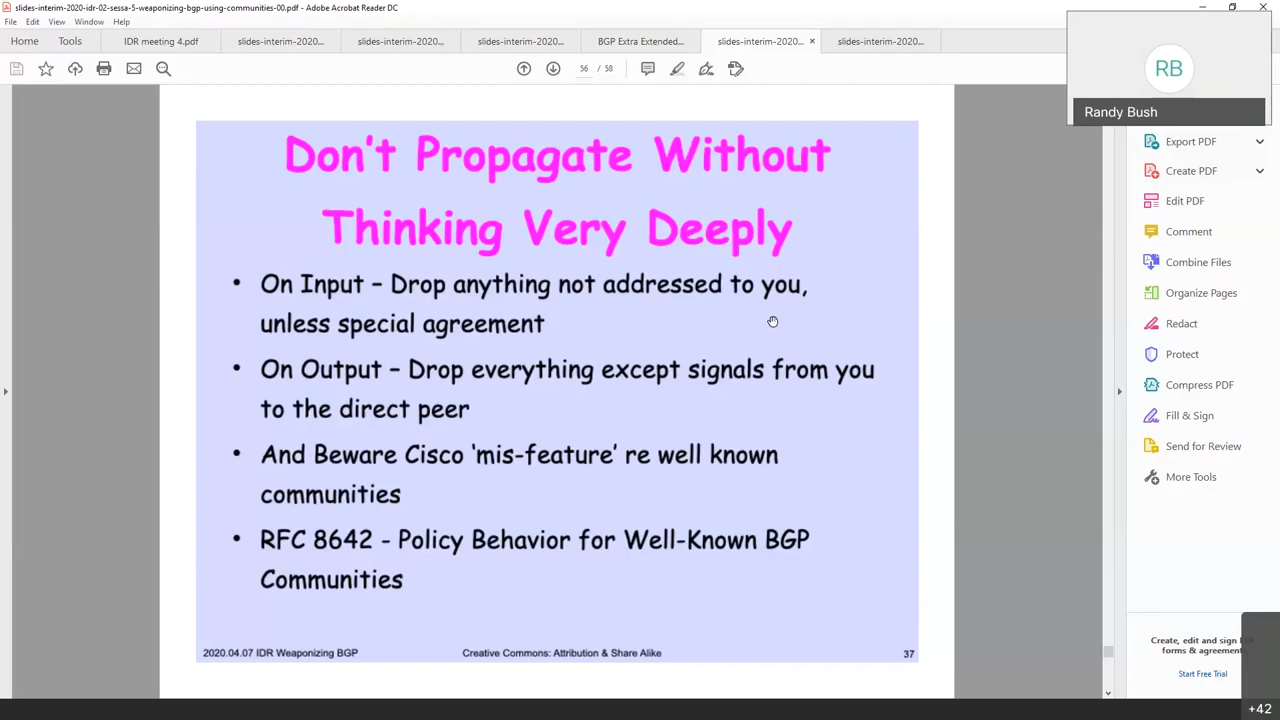 slides-interim-2020-idr-02-sessa-5-weaponizing-bgp-using-communities-00.pdf - Adobe Acrobat Reader DC
File Edit View Window Help
Home Tools IDR meeting 4.pdf slides-interim-2020... slides-interim-2020... slides-interim-2020... BGP Extra Extended... slides-interim-2020... × slides-interim-2020...
56 / 58
RB
Randy Bush
Don't Propagate Without
Thinking Very Deeply
• On Input – Drop anything not addressed to you,
unless special agreement
• On Output – Drop everything except signals from you
to the direct peer
• And Beware Cisco 'mis-feature' re well known
communities
• RFC 8642 - Policy Behavior for Well-Known BGP
Communities
2020.04.07 IDR Weaponizing BGP Creative Commons: Attribution & Share Alike 37
Export PDF
Create PDF
Edit PDF
Comment
Combine Files
Organize Pages
Redact
Protect
Compress PDF
Fill & Sign
Send for Review
More Tools
Create, edit and sign
forms & agreements
Start Free Trial
+42